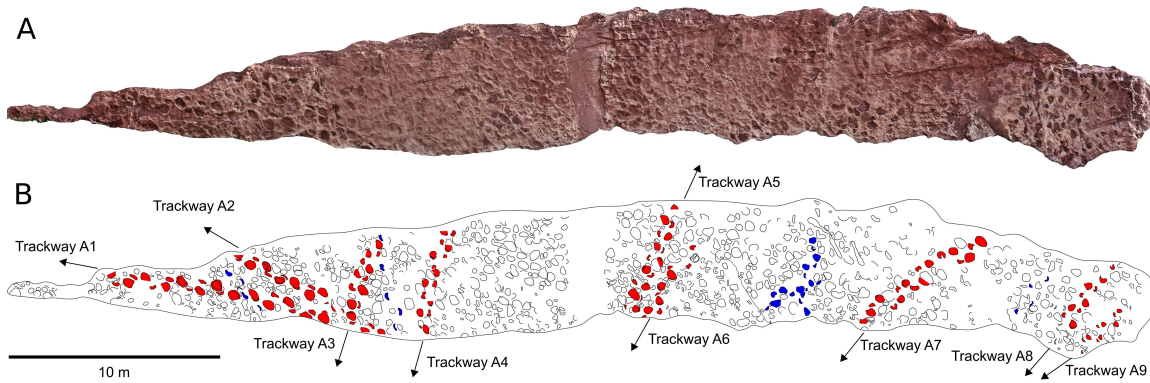 A
B
Trackway A1
Trackway A2
Trackway A3
Trackway A4
Trackway A5
Trackway A6
Trackway A7
Trackway A8
Trackway A9
10 m